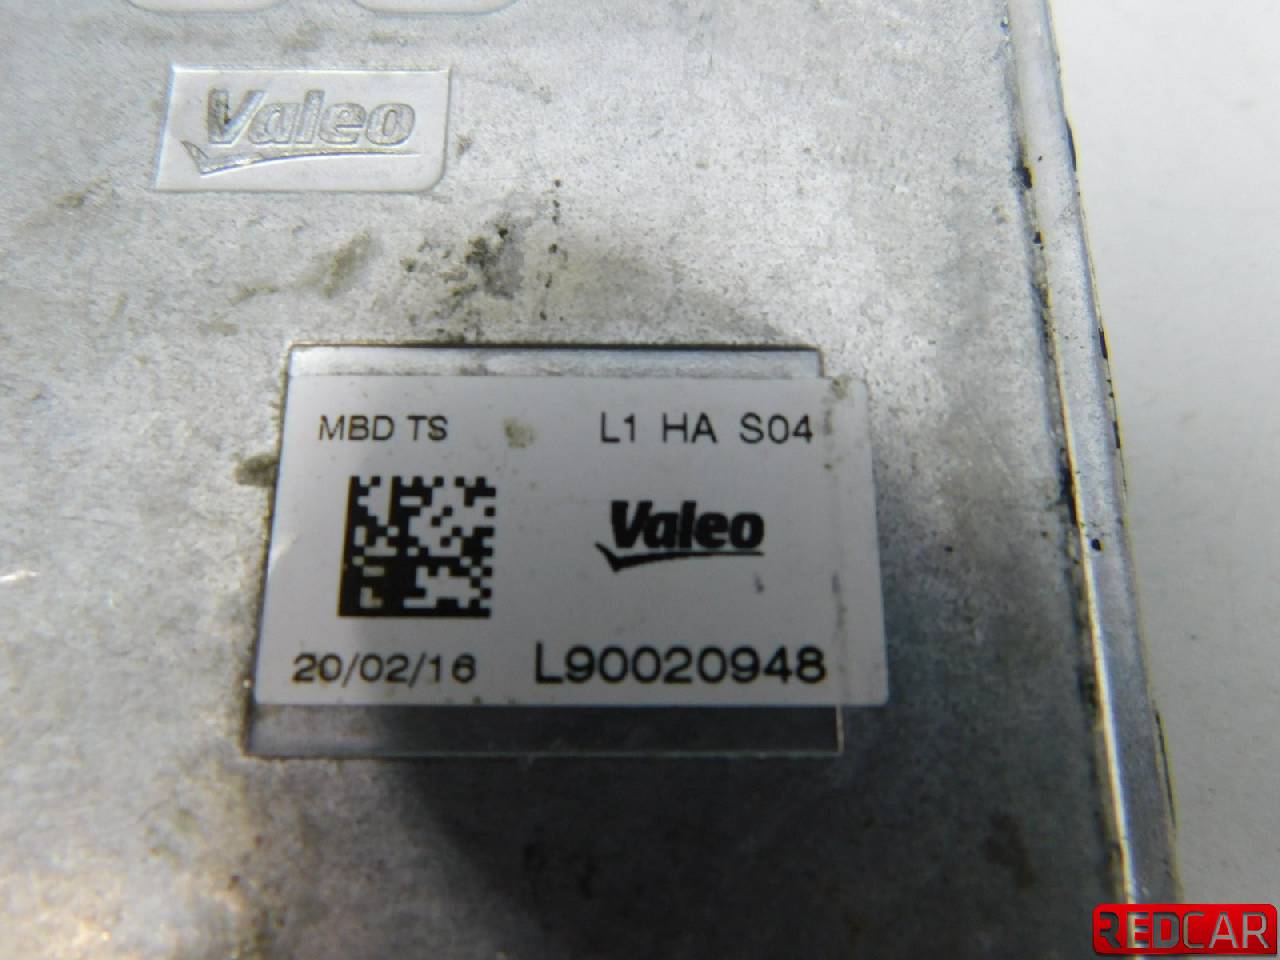 Valeo
MBD TS L1 HA S04
Valeo
20/02/16 L90020948
REDCAR